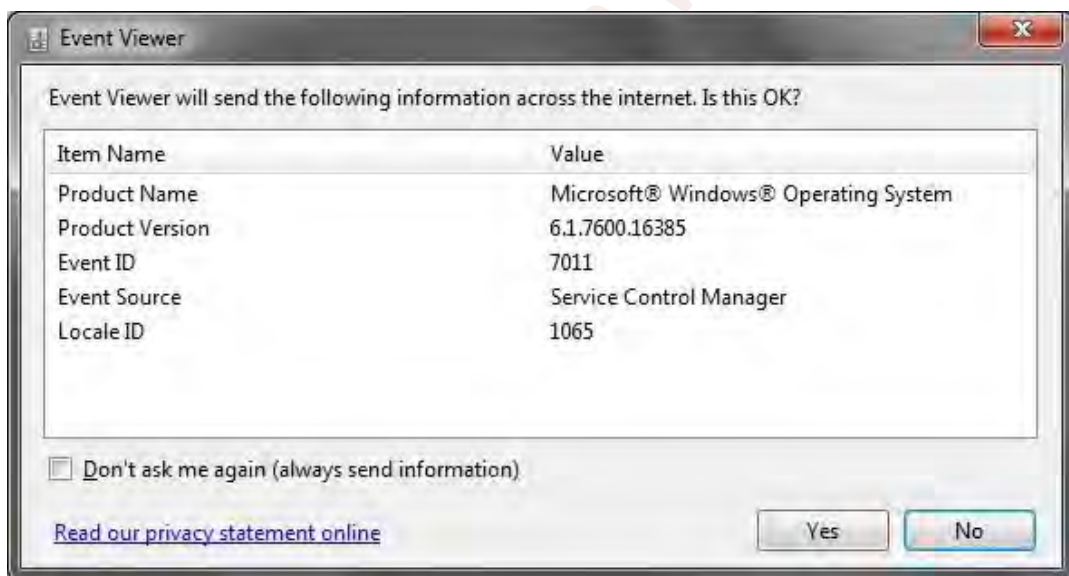 Event Viewer
Event Viewer will send the following information across the internet. Is this OK?
Item Name Value
Product Name Microsoft® Windows® Operating System
Product Version 6.1.7600.16385
Event ID 7011
Event Source Service Control Manager
Locale ID 1065
Don't ask me again (always send information)
Read our privacy statement online Yes No